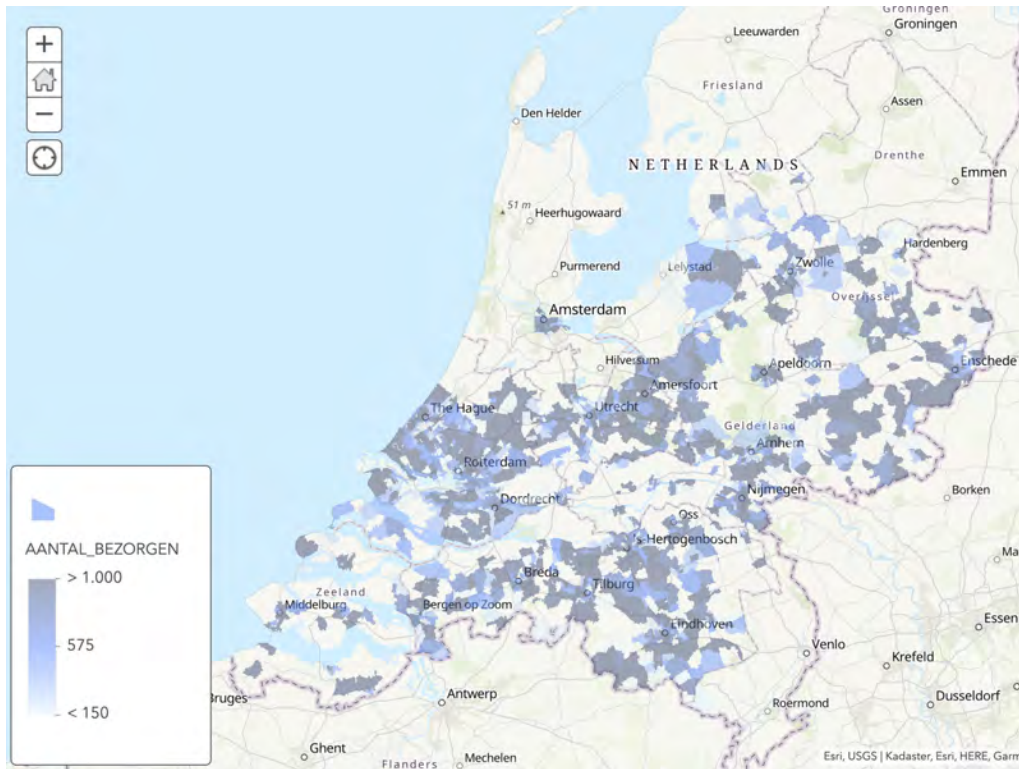 Groningen
Leeuwarden
Groningen
Friesland
Assen
Den Helder
Drenthe
NETHERLANDS
Emmen
51 m
Heerhugowaard
Hardenberg
Purmerend
Lelystad
Zwolle
Overijssel
Amsterdam
Hilversum
Apeldoorn
Enschede
Amersfoort
The Hague
Utrecht
Gelderland
Arnhem
Rotterdam
Borken
Dordrecht
Nijmegen
Oss
's-Hertogenbosch
AANTAL_BEZORGEN
> 1.000
575
< 150
Zeeland
Middelburg
Bergen op Zoom
Breda
Tilburg
Eindhoven
Venlo
Essen
Krefeld
Bruges
Antwerp
Roermond
Dusseldorf
Ghent
Flanders
Mechelen
Esri, USGS | Kadaster, Esri, HERE, Garm